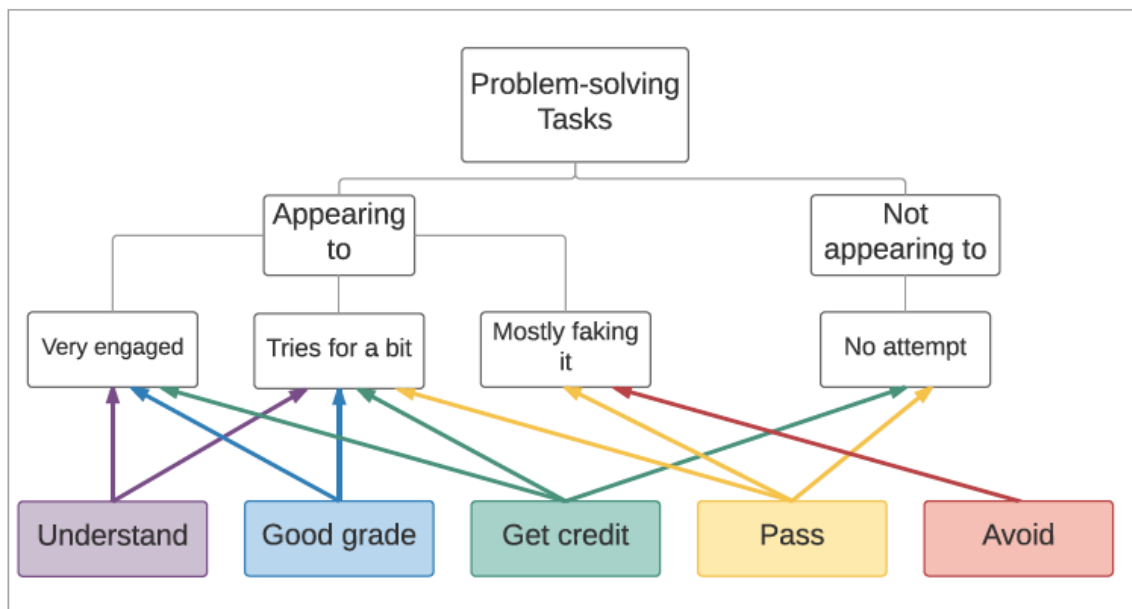 Problem-solving
Tasks
Appearing
to
Not
appearing to
Very engaged
Tries for a bit
Mostly faking
it
No attempt
Understand
Good grade
Get credit
Pass
Avoid